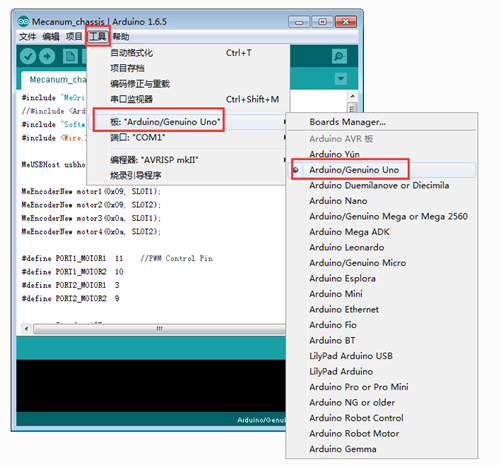 Mecanum_chassis | Arduino 1.6.5
文件 编辑 项目 工具 帮助
自动格式化 Ctrl+T
项目存档
编码修正与重载
串口监视器 Ctrl+Shift+M
板: "Arduino/Genuino Uno"
端口: "COM1"
编程器: "AVRISP mkII"
烧录引导程序
Mecanum_chassis
#include "MeOri
//#include <Ard
#include "Softw
#include <Wire.
MeUSBHost usbho
MeEncoderNew motor1(0x09, SLOT1);
MeEncoderNew motor2(0x09, SLOT2);
MeEncoderNew motor3(0x0a, SLOT1);
MeEncoderNew motor4(0x0a, SLOT2);
#define PORT1_MOTOR1 11 //PWM Control Pin
#define PORT1_MOTOR2 10
#define PORT2_MOTOR1 3
#define PORT2_MOTOR2 9
Arduino/Genu
Boards Manager...
Arduino AVR 板
Arduino Yún
Arduino/Genuino Uno
Arduino Duemilanove or Diecimila
Arduino Nano
Arduino/Genuino Mega or Mega 2560
Arduino Mega ADK
Arduino Leonardo
Arduino/Genuino Micro
Arduino Esplora
Arduino Mini
Arduino Ethernet
Arduino Fio
Arduino BT
LilyPad Arduino USB
LilyPad Arduino
Arduino Pro or Pro Mini
Arduino NG or older
Arduino Robot Control
Arduino Robot Motor
Arduino Gemma